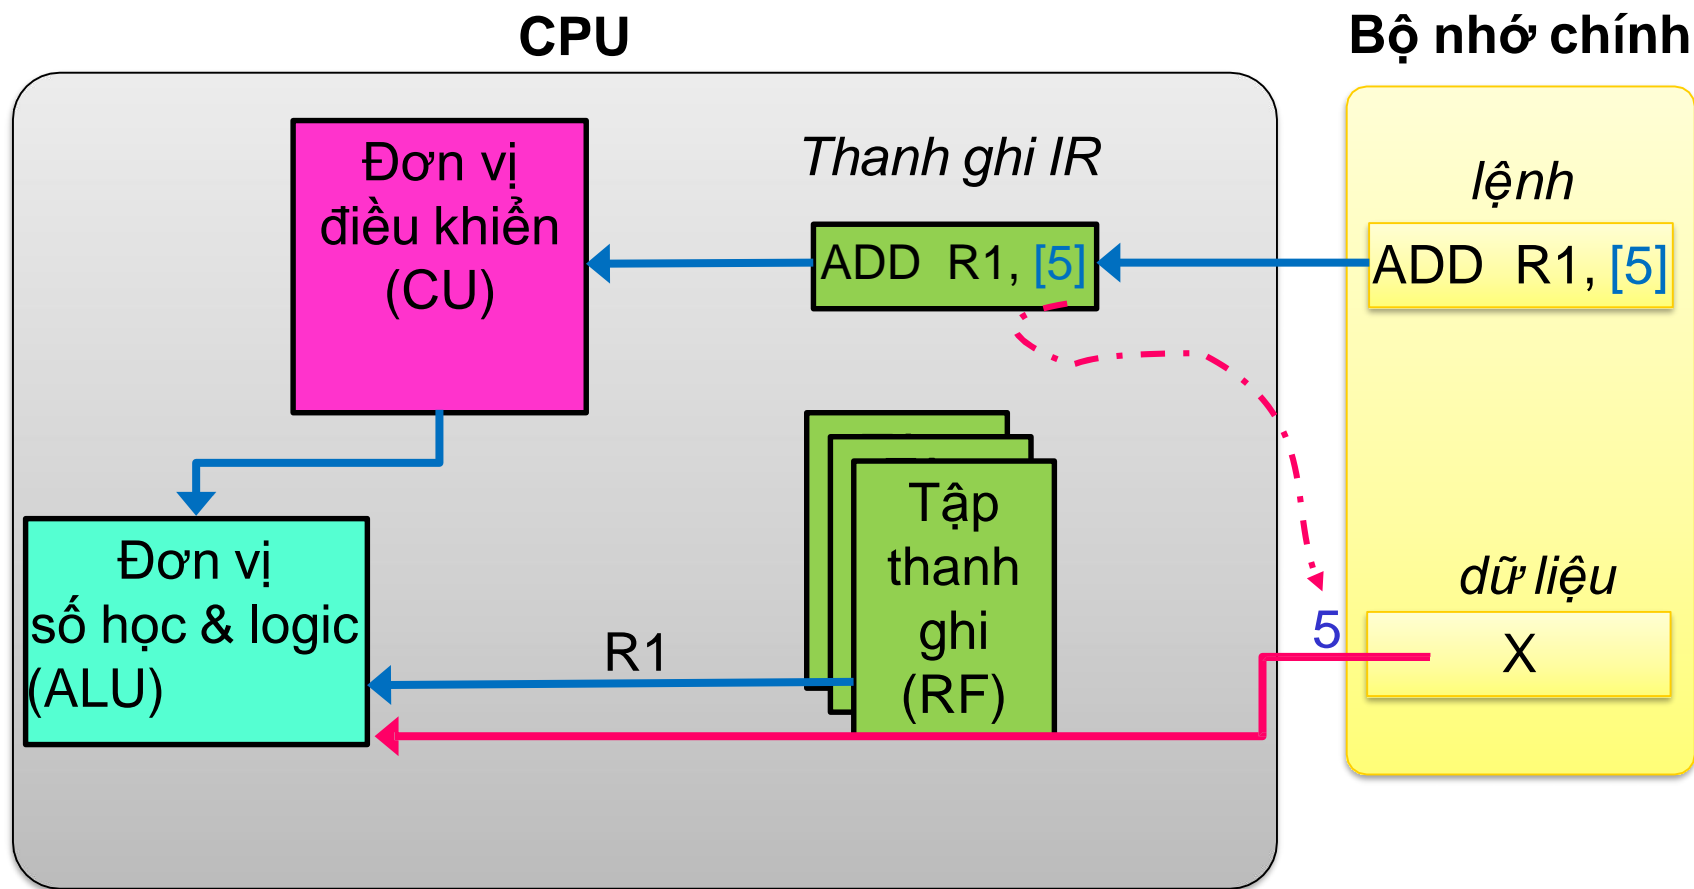 CPU
Bộ nhớ chính
Đơn vị
điều khiển
(CU)
Thanh ghi IR
ADD R1, [5]
lệnh
ADD R1, [5]
Tập
thanh
ghi
(RF)
Đơn vị
số học & logic
(ALU)
R1
dữ liệu
5
X